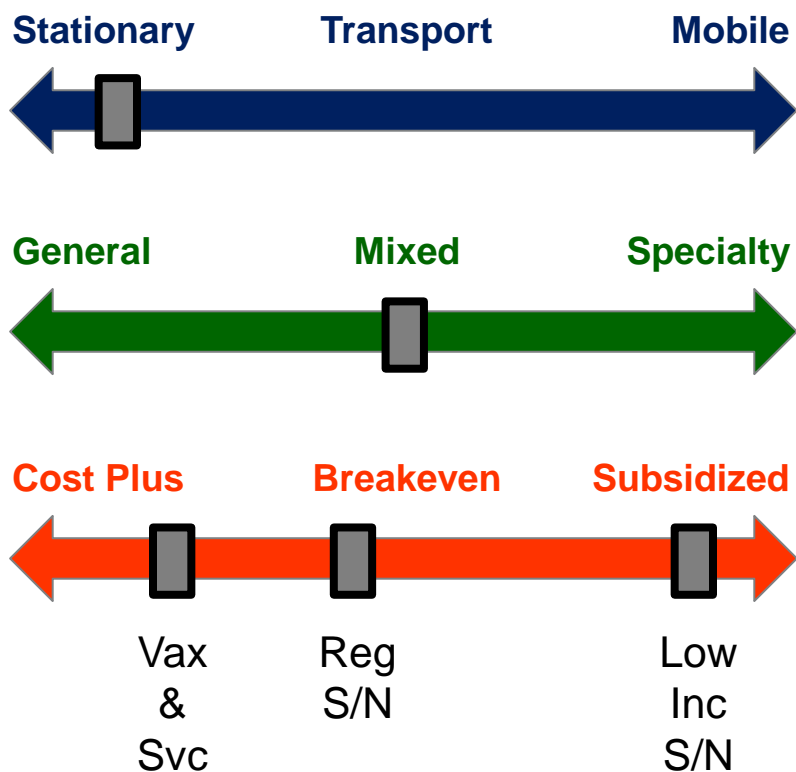 Stationary Transport Mobile
General Mixed Specialty
Cost Plus Breakeven Subsidized
Vax Reg Low
& S/N Inc
Svc S/N